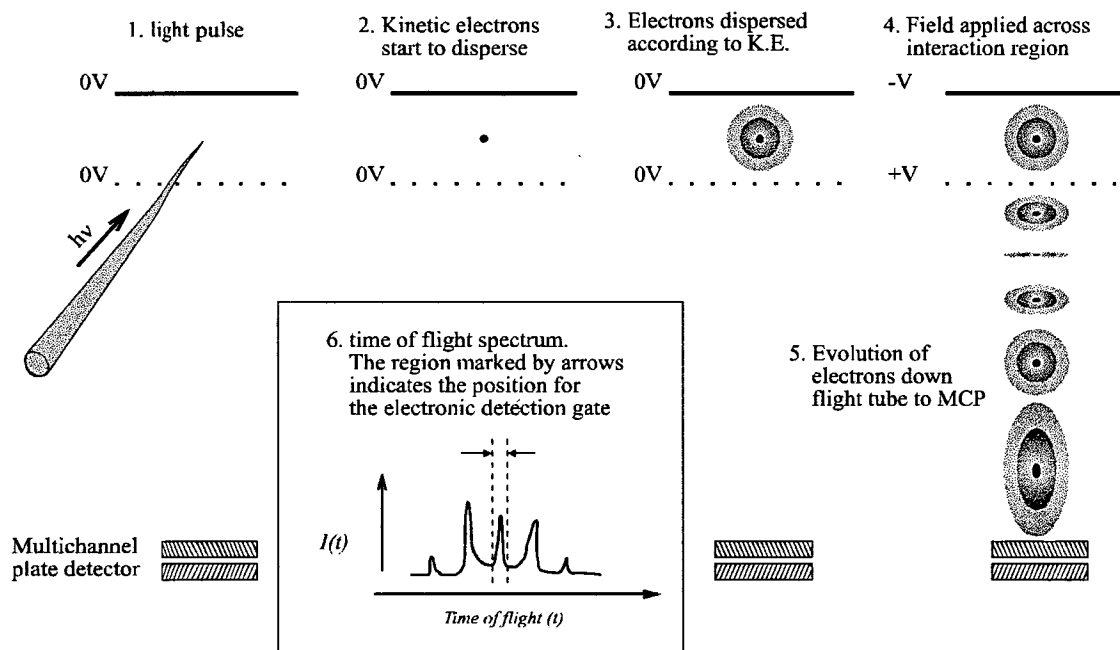 1. light pulse
2. Kinetic electrons
start to disperse
3. Electrons dispersed
according to K.E.
4. Field applied across
interaction region
0V
0V
0V
-V
0V
0V
0V
+V
hν
6. time of flight spectrum.
The region marked by arrows
indicates the position for
the electronic detection gate
5. Evolution of
electrons down
flight tube to MCP
I(t)
Time of flight (t)
Multichannel
plate detector